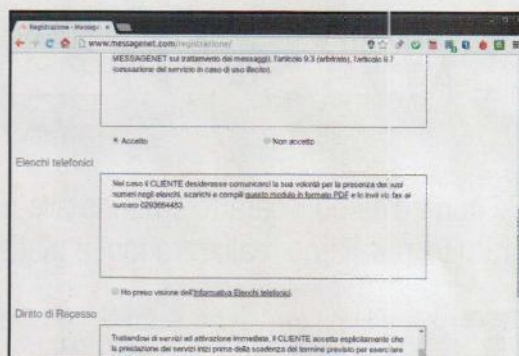 Registrazione - Messagen
www.messagenet.com/registrazione/
MESSAGENET sul trattamento dei messaggi), l'articolo 9.3 (arbitrato), l'articolo 9.7
(cessazione del servizio in caso di uso illecito).
Accetto Non accetto
Elenchi telefonici
Nel caso il CLIENTE desiderasse comunicarci la sua volontà per la presenza dei suoi
numeri negli elenchi, scarichi e compili questo modulo in formato PDF e lo invii via fax al
numero
Ho preso visione dell'Informativa Elenchi telefonici.
Diritto di Recesso
Trattandosi di servizi ad attivazione immediata, il CLIENTE accetta esplicitamente che
la prestazione dei servizi inizi prima della scadenza del termine previsto per esercitare